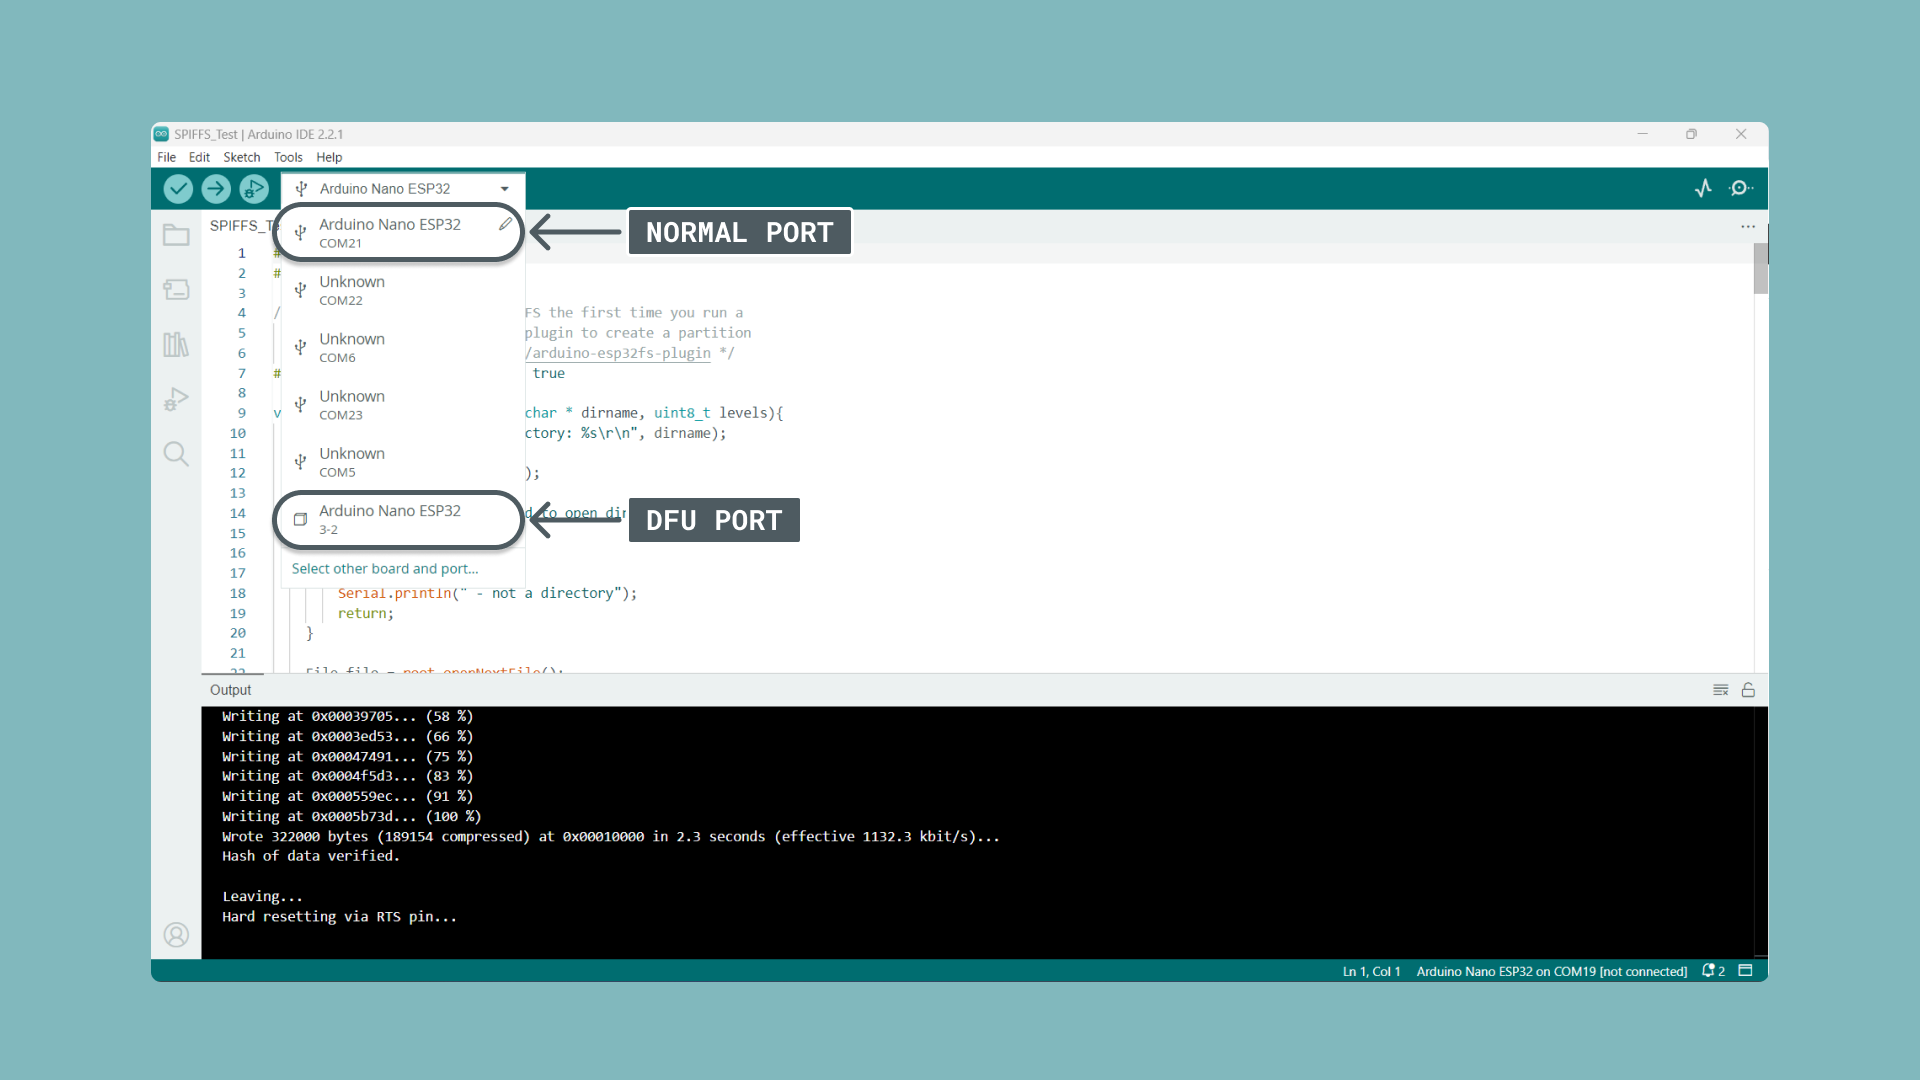 SPIFFS_Test | Arduino IDE 2.2.1
File Edit Sketch Tools Help
Arduino Nano ESP32
SPIFFS_Te
Arduino Nano ESP32
COM21
NORMAL PORT
Unknown
COM22
Unknown
COM6
Unknown
COM23
Unknown
COM5
Arduino Nano ESP32
3-2
DFU PORT
Select other board and port...
1 #
2 #
3
4 / FS the first time you run a
5 plugin to create a partition
6 /arduino-esp32fs-plugin */
7 # true
8
9 v char * dirname, uint8_t levels){
10 ctory: %s\r\n", dirname);
11
12 );
13
14 d to open dir
15
16
17
18 Serial.println(" - not a directory");
19 return;
20 }
21
22 File file = root.openNextFile();
Output
Writing at 0x00039705... (58 %)
Writing at 0x0003ed53... (66 %)
Writing at 0x00047491... (75 %)
Writing at 0x0004f5d3... (83 %)
Writing at 0x000559ec... (91 %)
Writing at 0x0005b73d... (100 %)
Wrote 322000 bytes (189154 compressed) at 0x00010000 in 2.3 seconds (effective 1132.3 kbit/s)...
Hash of data verified.
Leaving...
Hard resetting via RTS pin...
Ln 1, Col 1 Arduino Nano ESP32 on COM19 [not connected] 2